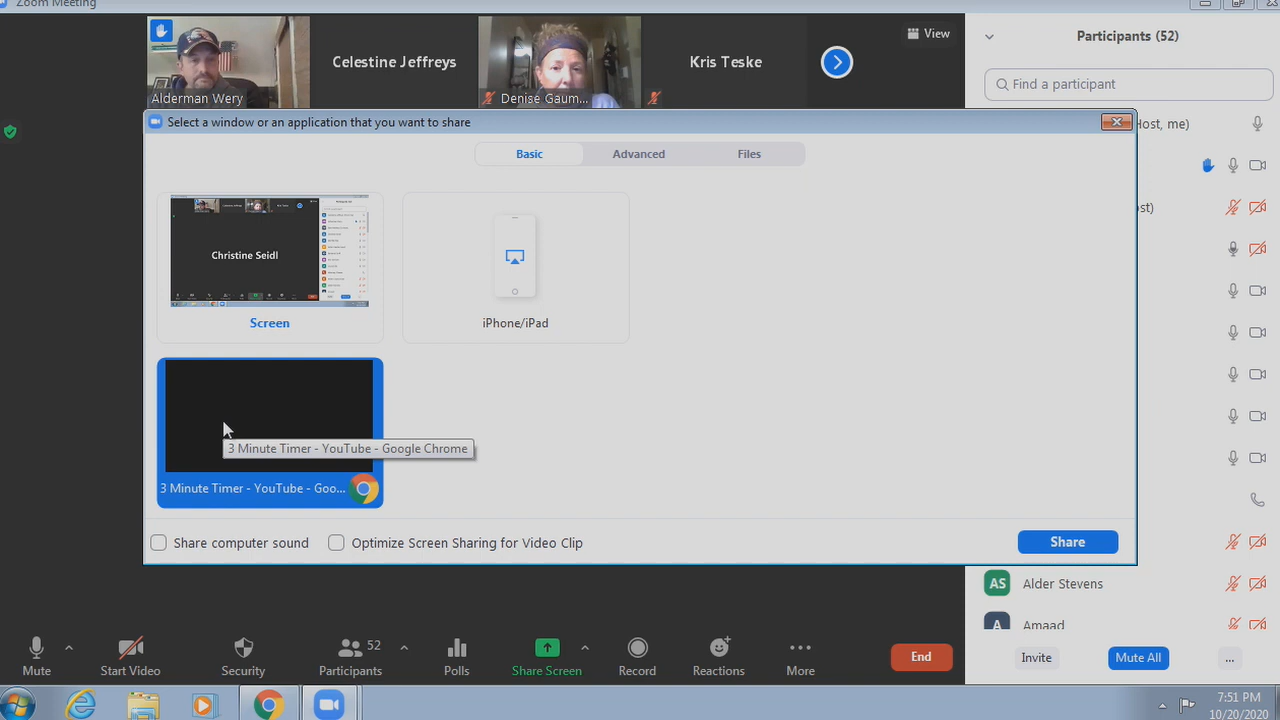 Zoom Meeting
View
Alderman Wery
Celestine Jeffreys
Denise Gaum...
Kris Teske
Participants (52)
Find a participant
Host, me)
st)
Select a window or an application that you want to share
Basic
Advanced
Files
Christine Seidl
Screen
iPhone/iPad
3 Minute Timer - YouTube - Google Chrome
3 Minute Timer - YouTube - Goo...
Share computer sound
Optimize Screen Sharing for Video Clip
Share
AS
Alder Stevens
A
Amaad
Mute
Start Video
Security
52
Participants
Polls
Share Screen
Record
Reactions
...
More
End
Invite
Mute All
...
7:51 PM
10/20/2020